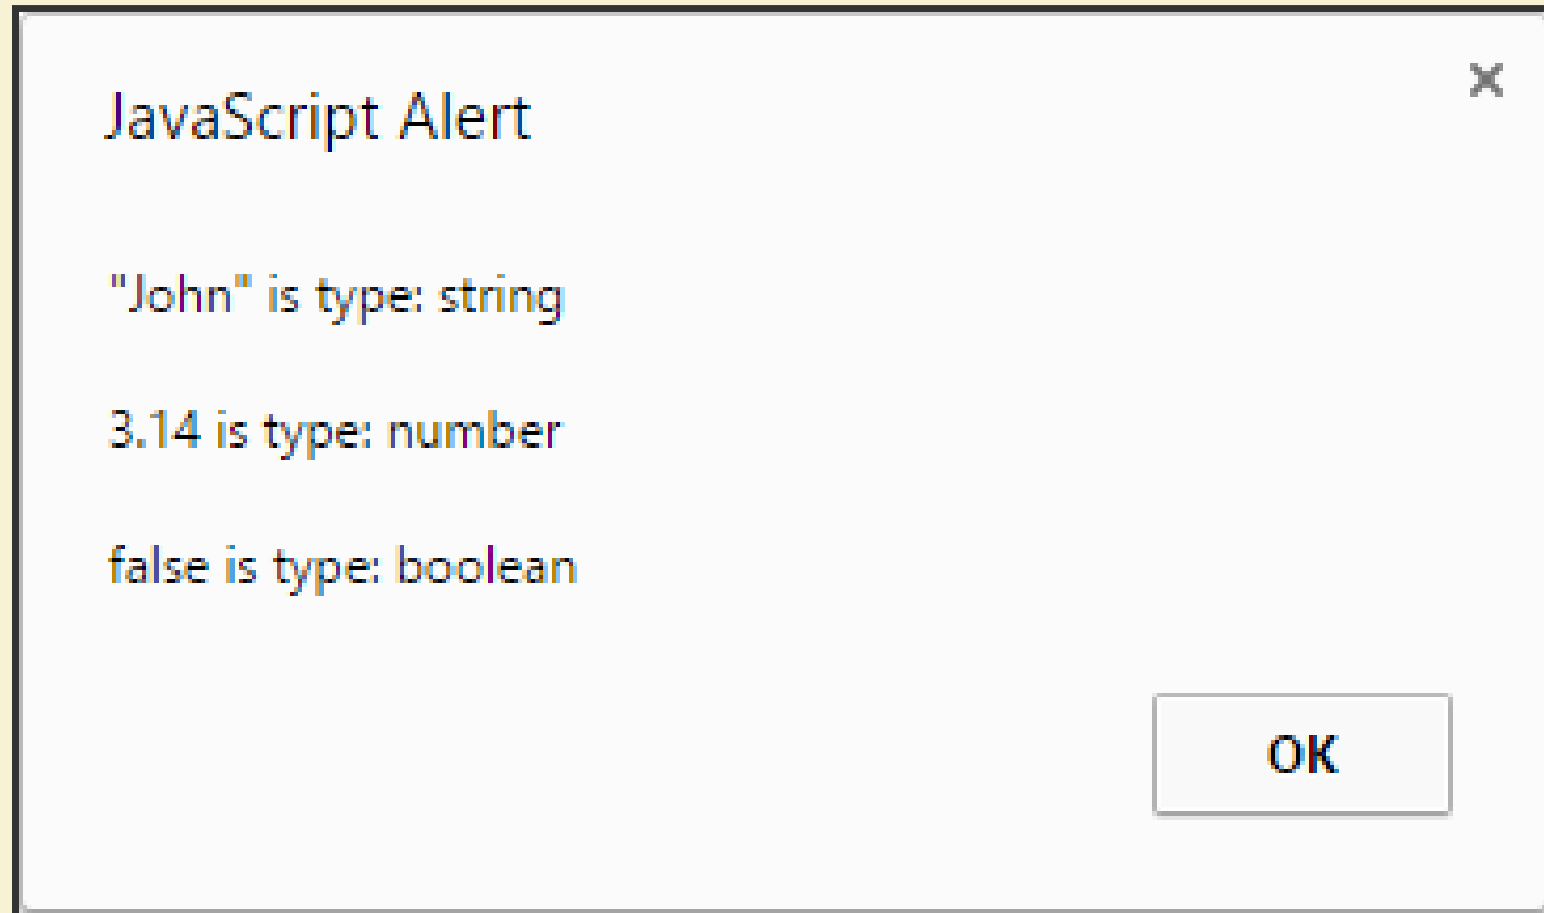 JavaScript Alert
"John" is type: string
3.14 is type: number
false is type: boolean
OK